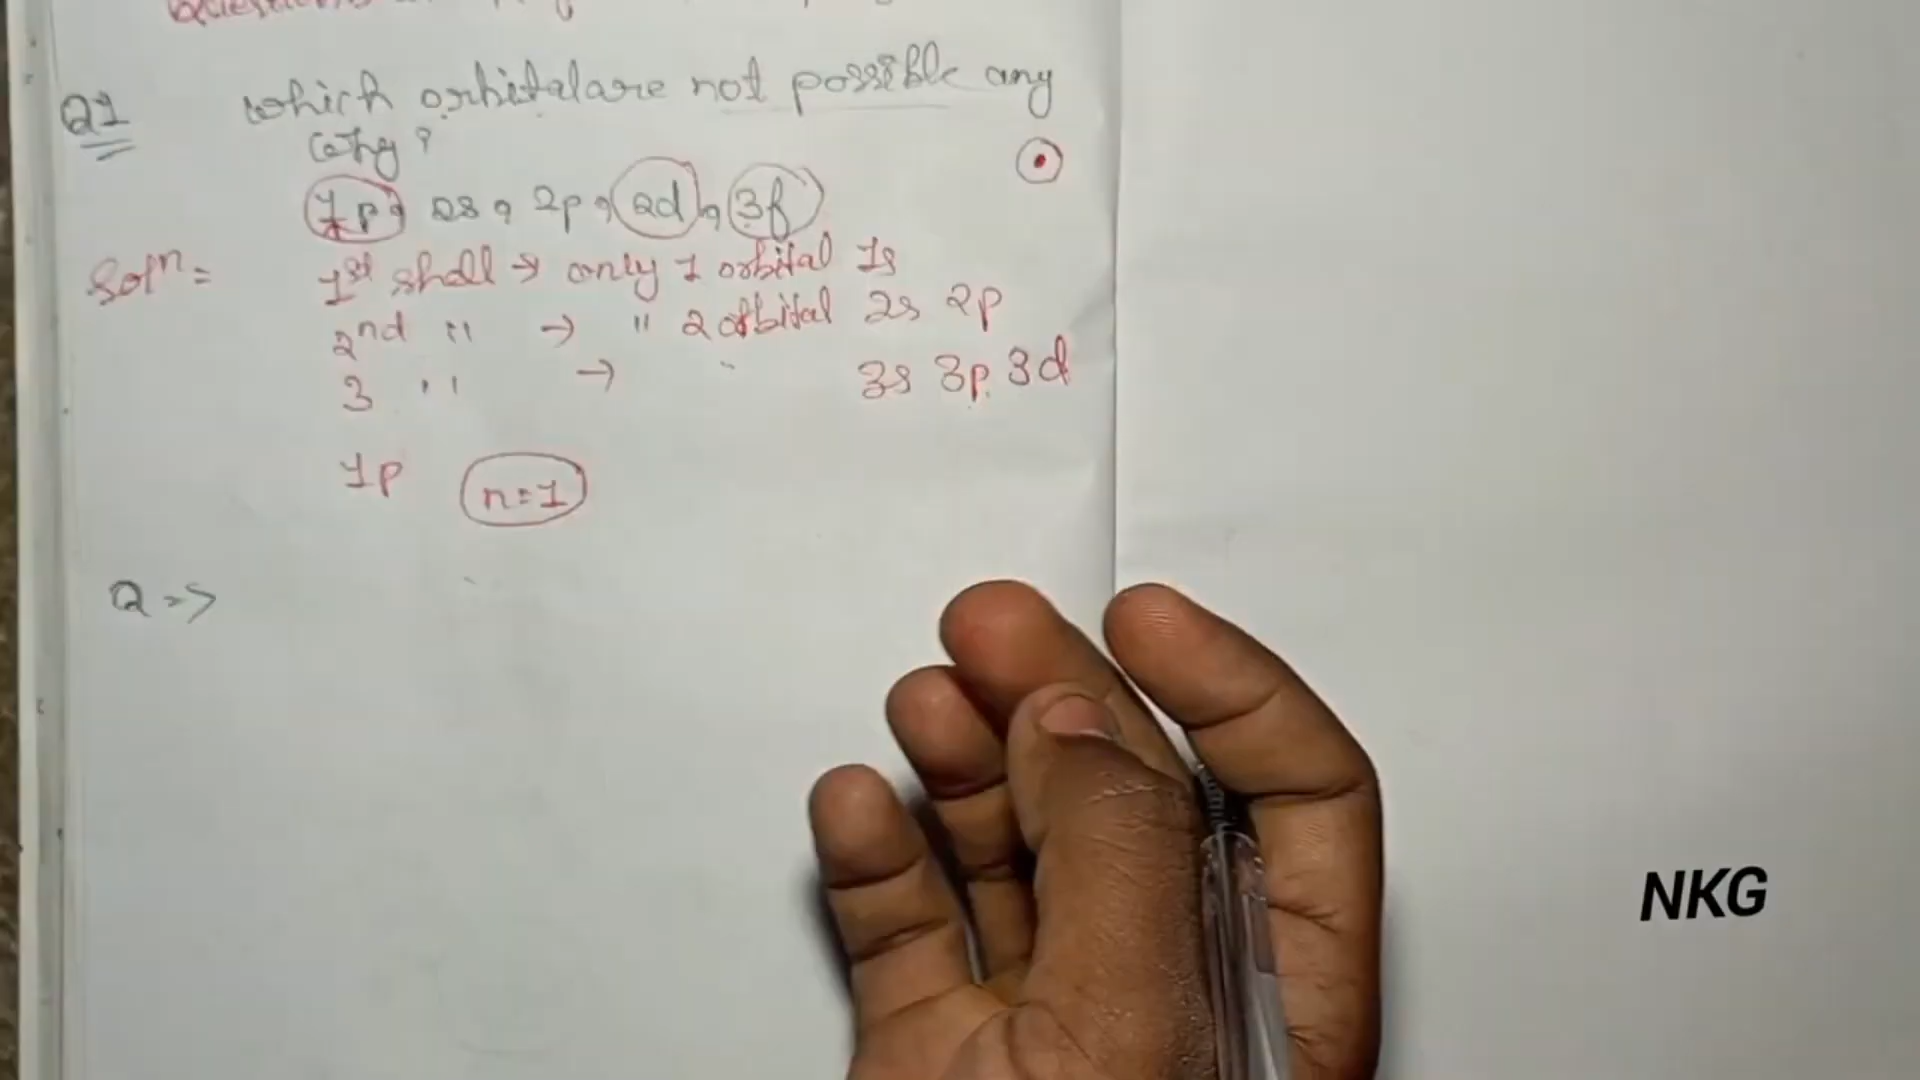 Q1 which orbital are not possible any
why?
1p, 2s, 2p, 2d, 3f
Solⁿ = 1st shell → only 1 orbital 1s
2nd " → " 2 orbital 2s 2p
3 " → " 3s 3p 3d
1p n=1
Q =>
NKG